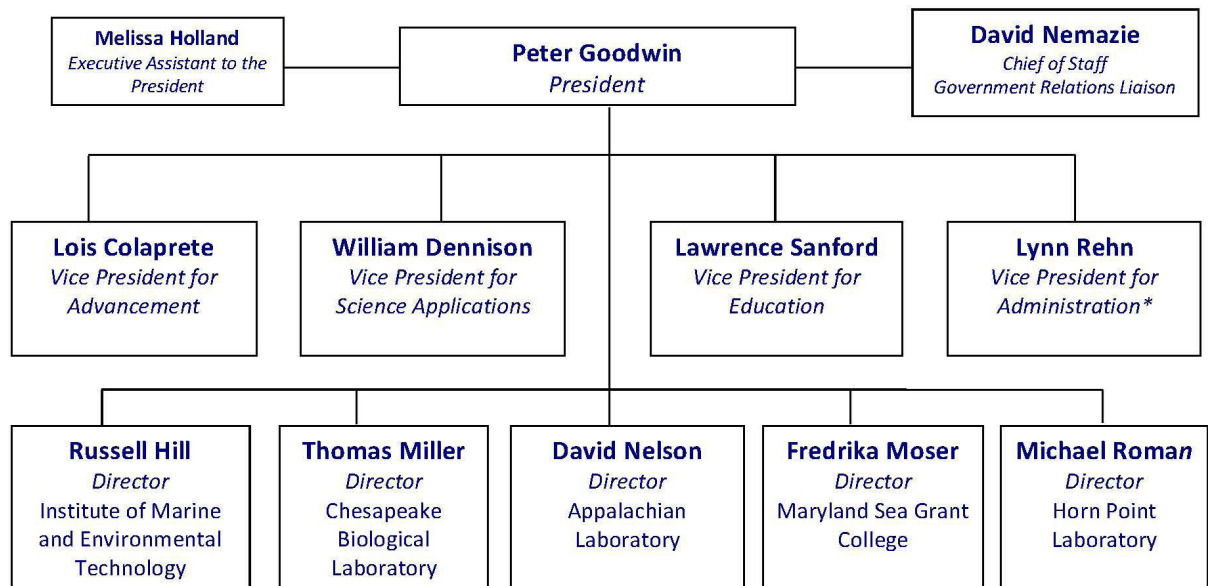 Melissa Holland
Executive Assistant to the
President
Peter Goodwin
President
David Nemazie
Chief of Staff
Government Relations Liaison
Lois Colaprete
Vice President for
Advancement
William Dennison
Vice President for
Science Applications
Lawrence Sanford
Vice President for
Education
Lynn Rehn
Vice President for
Administration*
Russell Hill
Director
Institute of Marine
and Environmental
Technology
Thomas Miller
Director
Chesapeake
Biological
Laboratory
David Nelson
Director
Appalachian
Laboratory
Fredrika Moser
Director
Maryland Sea Grant
College
Michael Roman
Director
Horn Point
Laboratory